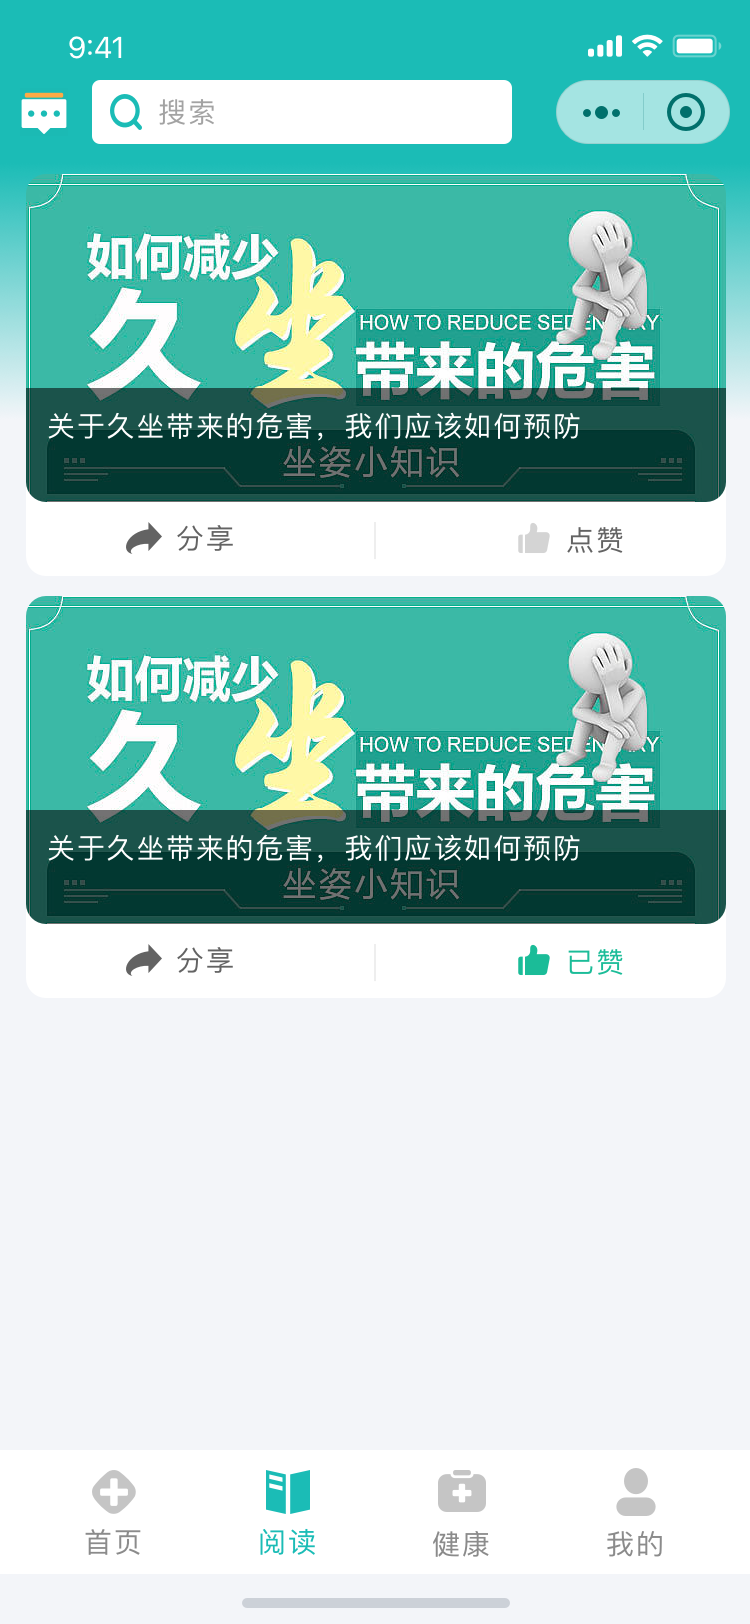 9:41
搜索
如何减少
久坐
HOW TO REDUCE SEDEN RY
带来的危害
关于久坐带来的危害，我们应该如何预防
坐姿小知识
分享
点赞
如何减少
久坐
HOW TO REDUCE SEDEN RY
带来的危害
关于久坐带来的危害，我们应该如何预防
坐姿小知识
分享
已赞
首页
阅读
健康
我的